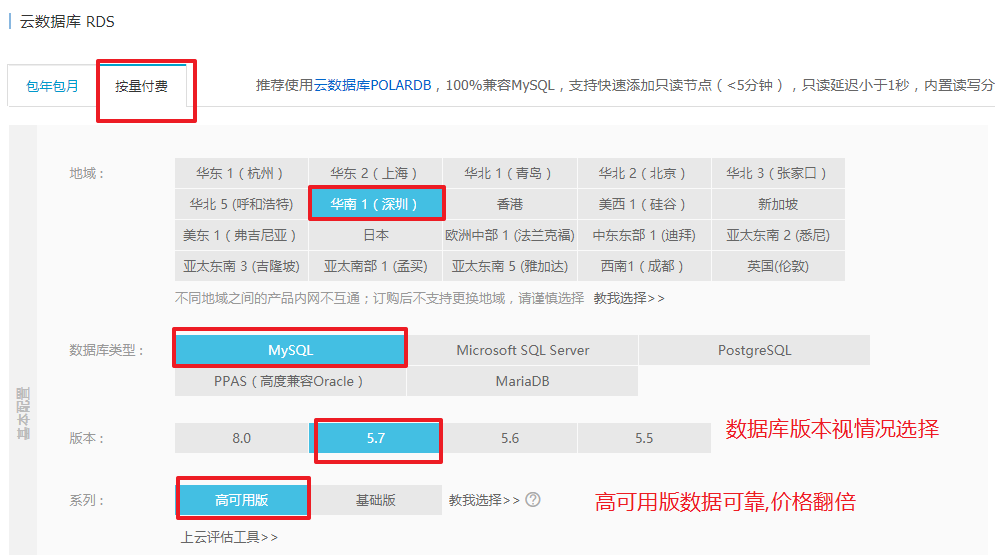 云数据库 RDS
包年包月
按量付费
推荐使用云数据库POLARDB，100%兼容MySQL，支持快速添加只读节点（<5分钟），只读延迟小于1秒，内置读写分
地域：
华东 1（杭州）
华东 2（上海）
华北 1（青岛）
华北 2（北京）
华北 3（张家口）
华北 5 (呼和浩特)
华南 1（深圳）
香港
美西 1（硅谷）
新加坡
美东 1（弗吉尼亚）
日本
欧洲中部 1 (法兰克福)
中东东部 1 (迪拜)
亚太东南 2 (悉尼)
亚太东南 3 (吉隆坡)
亚太南部 1 (孟买)
亚太东南 5 (雅加达)
西南1（成都）
英国(伦敦)
不同地域之间的产品内网不互通；订购后不支持更换地域，请谨慎选择 教我选择>>
数据库类型：
MySQL
Microsoft SQL Server
PostgreSQL
PPAS（高度兼容Oracle）
MariaDB
基本配置
版本：
8.0
5.7
5.6
5.5
数据库版本视情况选择
系列：
高可用版
基础版
教我选择>> ?
高可用版数据可靠,价格翻倍
上云评估工具>>